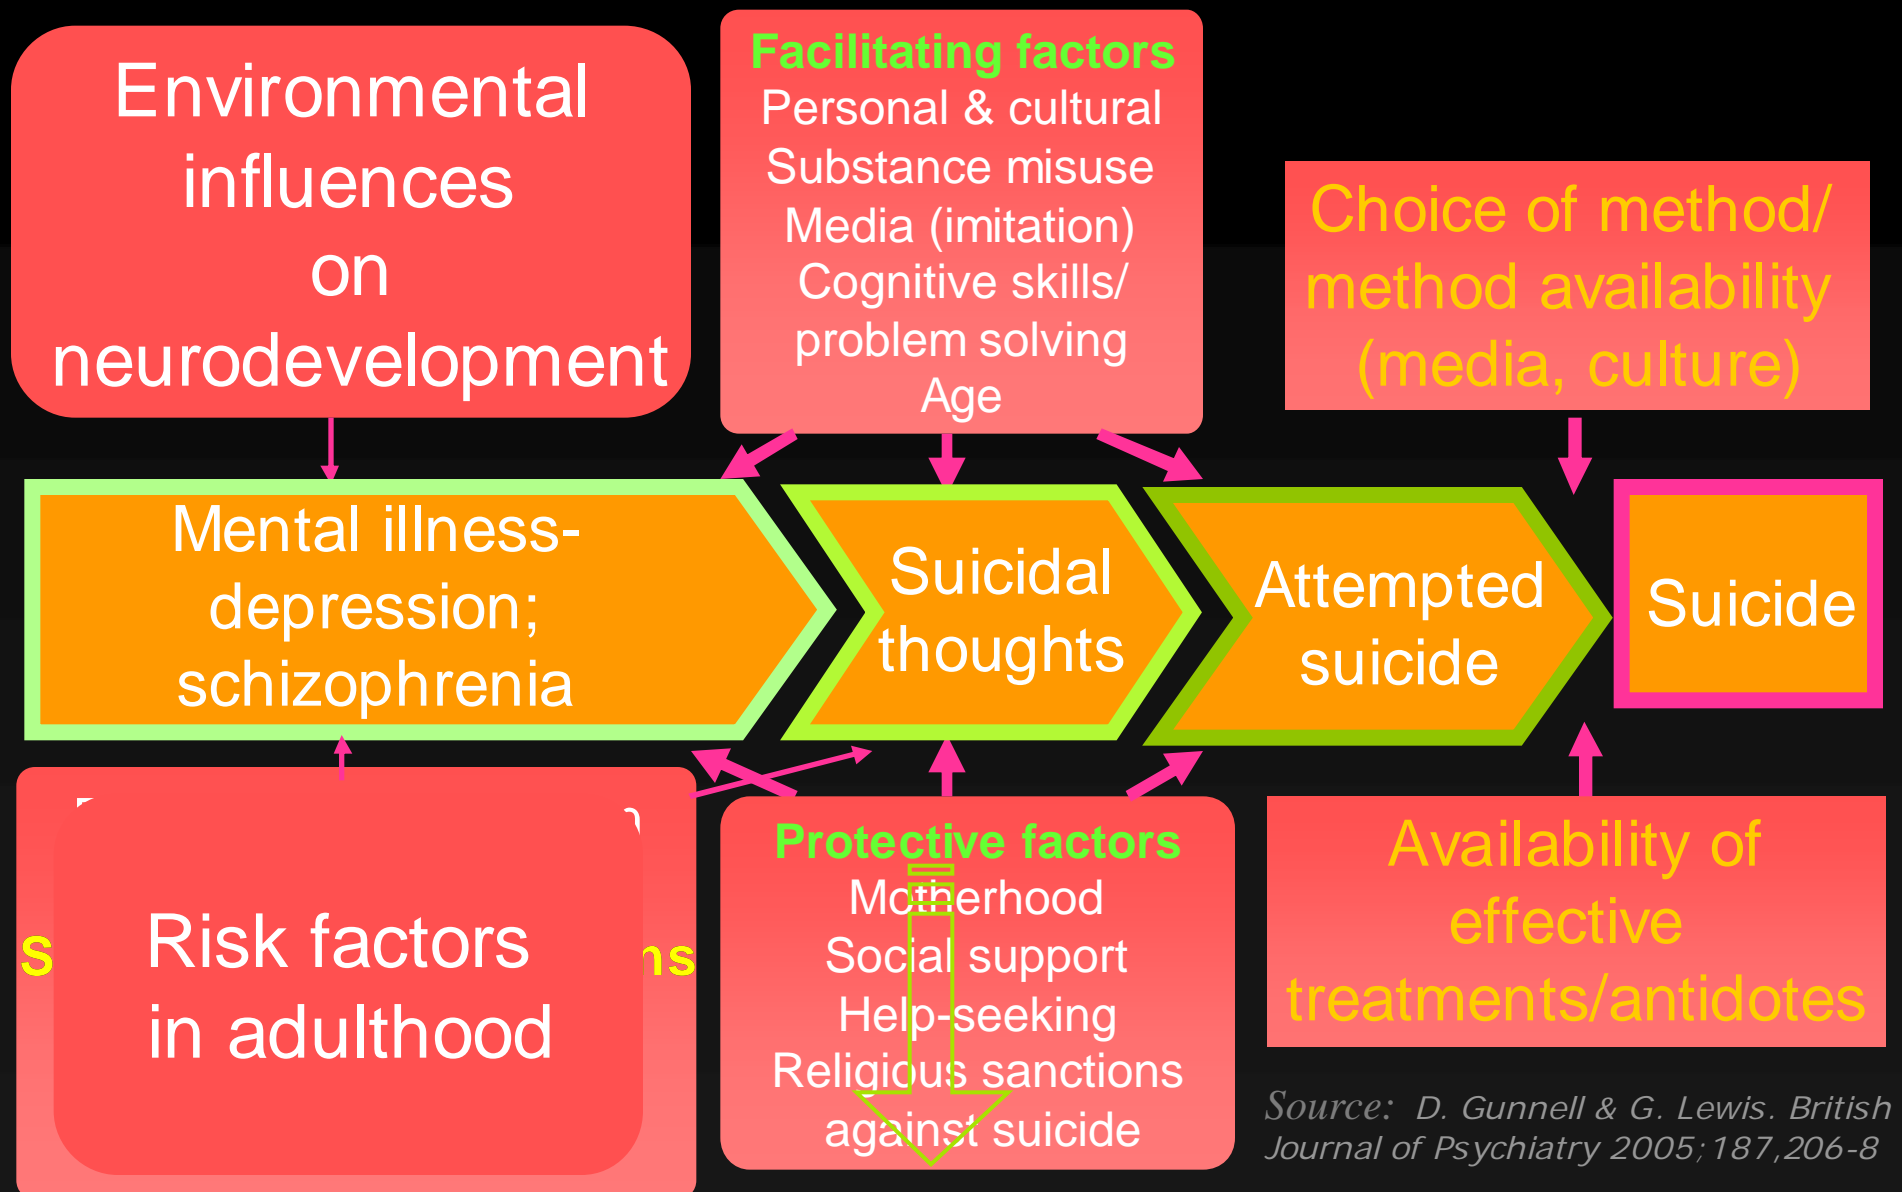 Environmental
influences
on
neurodevelopment
Facilitating factors
Personal & cultural
Substance misuse
Media (imitation)
Cognitive skills/
problem solving
Age
Choice of method/
method availability
(media, culture)
Mental illness-
depression;
schizophrenia
Suicidal
thoughts
Attempted
suicide
Suicide
Risk factors
in adulthood
Protective factors
Motherhood
Social support
Help-seeking
Religious sanctions
against suicide
Availability of
effective
treatments/antidotes
Source: D. Gunnell & G. Lewis. British
Journal of Psychiatry 2005;187,206-8